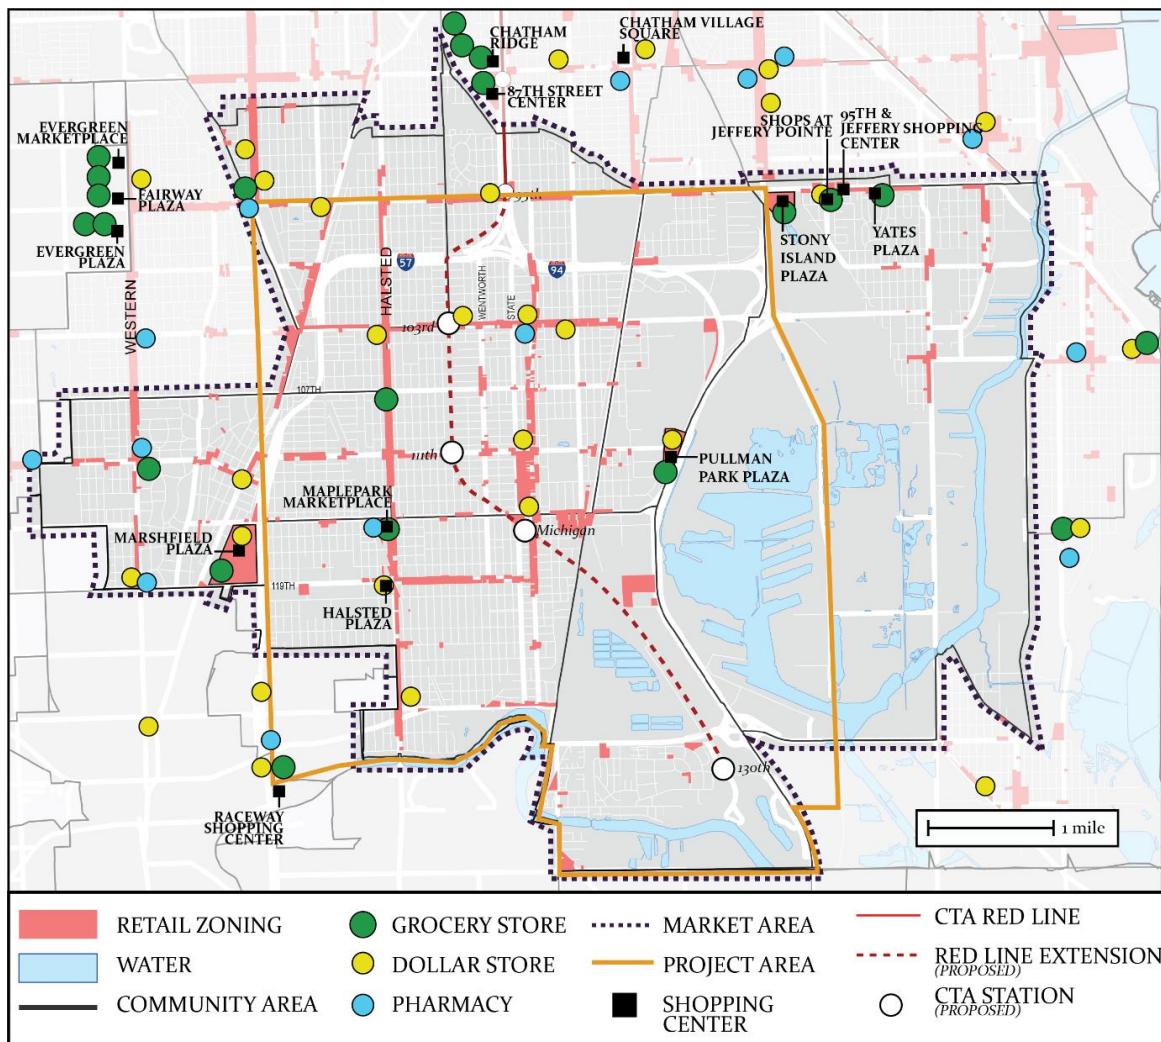 CHATHAM
RIDGE
CHATHAM VILLAGE
SQUARE
87TH STREET
CENTER
EVERGREEN
MARKETPLACE
FAIRWAY
PLAZA
EVERGREEN
PLAZA
SHOPS AT
JEFFERY POINTE
95TH &
JEFFERY SHOPPING
CENTER
95th
STONY
ISLAND
PLAZA
YATES
PLAZA
WESTERN
HALSTED
57
WENTWORTH
STATE
94
103rd
107TH
111th
PULLMAN
PARK PLAZA
MAPLEPARK
MARKETPLACE
Michigan
MARSHFIELD
PLAZA
119TH
HALSTED
PLAZA
130th
RACEWAY
SHOPPING
CENTER
1 mile
RETAIL ZONING
GROCERY STORE
MARKET AREA
CTA RED LINE
WATER
DOLLAR STORE
PROJECT AREA
RED LINE EXTENSION
(PROPOSED)
COMMUNITY AREA
PHARMACY
SHOPPING
CENTER
CTA STATION
(PROPOSED)